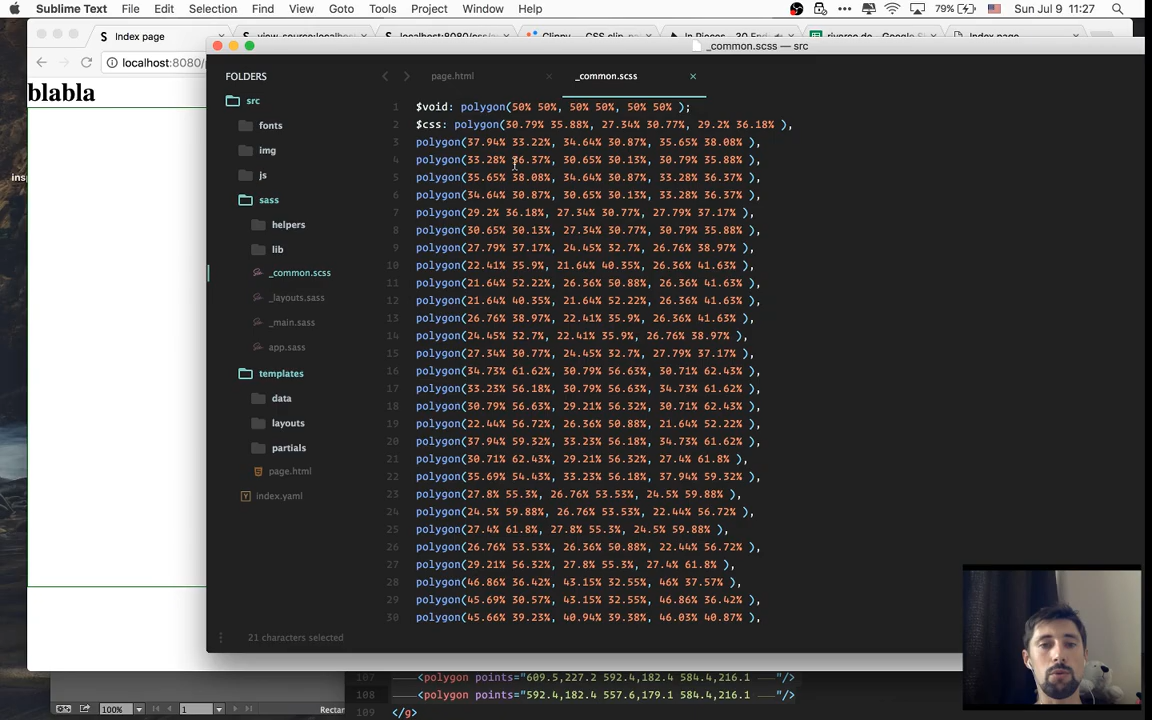 Sublime Text File Edit Selection Find View Goto Tools Project Window Help 79% Sun Jul 9 11:27
Index page
Index page
_common.scss — src
localhost:8080/
FOLDERS
page.html
_common.scss
blabla
src
fonts
img
js
sass
helpers
lib
_common.scss
_layouts.sass
_main.sass
app.sass
templates
data
layouts
partials
page.html
index.yaml
insp
1 $void: polygon(50% 50%, 50% 50%, 50% 50% );
2 $css: polygon(30.79% 35.88%, 27.34% 30.77%, 29.2% 36.18% ),
3 polygon(37.94% 33.22%, 34.64% 30.87%, 35.65% 38.08% ),
4 polygon(33.28% 36.37%, 30.65% 30.13%, 30.79% 35.88% ),
5 polygon(35.65% 38.08%, 34.64% 30.87%, 33.28% 36.37% ),
6 polygon(34.64% 30.87%, 30.65% 30.13%, 33.28% 36.37% ),
7 polygon(29.2% 36.18%, 27.34% 30.77%, 27.79% 37.17% ),
8 polygon(30.65% 30.13%, 27.34% 30.77%, 30.79% 35.88% ),
9 polygon(27.79% 37.17%, 24.45% 32.7%, 26.76% 38.97% ),
10 polygon(22.41% 35.9%, 21.64% 40.35%, 26.36% 41.63% ),
11 polygon(21.64% 52.22%, 26.36% 50.88%, 26.36% 41.63% ),
12 polygon(21.64% 40.35%, 21.64% 52.22%, 26.36% 41.63% ),
13 polygon(26.76% 38.97%, 22.41% 35.9%, 26.36% 41.63% ),
14 polygon(24.45% 32.7%, 22.41% 35.9%, 26.76% 38.97% ),
15 polygon(27.34% 30.77%, 24.45% 32.7%, 27.79% 37.17% ),
16 polygon(34.73% 61.62%, 30.79% 56.63%, 30.71% 62.43% ),
17 polygon(33.23% 56.18%, 30.79% 56.63%, 34.73% 61.62% ),
18 polygon(30.79% 56.63%, 29.21% 56.32%, 30.71% 62.43% ),
19 polygon(22.44% 56.72%, 26.36% 50.88%, 21.64% 52.22% ),
20 polygon(37.94% 59.32%, 33.23% 56.18%, 34.73% 61.62% ),
21 polygon(30.71% 62.43%, 29.21% 56.32%, 27.4% 61.8% ),
22 polygon(35.69% 54.43%, 33.23% 56.18%, 37.94% 59.32% ),
23 polygon(27.8% 55.3%, 26.76% 53.53%, 24.5% 59.88% ),
24 polygon(24.5% 59.88%, 26.76% 53.53%, 22.44% 56.72% ),
25 polygon(27.4% 61.8%, 27.8% 55.3%, 24.5% 59.88% ),
26 polygon(26.76% 53.53%, 26.36% 50.88%, 22.44% 56.72% ),
27 polygon(29.21% 56.32%, 27.8% 55.3%, 27.4% 61.8% ),
28 polygon(46.86% 36.42%, 43.15% 32.55%, 46% 37.57% ),
29 polygon(45.69% 30.57%, 43.15% 32.55%, 46.86% 36.42% ),
30 polygon(45.66% 39.23%, 40.94% 39.38%, 46.03% 40.87% ),
21 characters selected
107 <polygon points="609.5,227.2 592.4,182.4 584.4,216.1 "/>
108 <polygon points="592.4,182.4 557.6,179.1 584.4,216.1 "/>
109 </g>
100% 1 Rectan